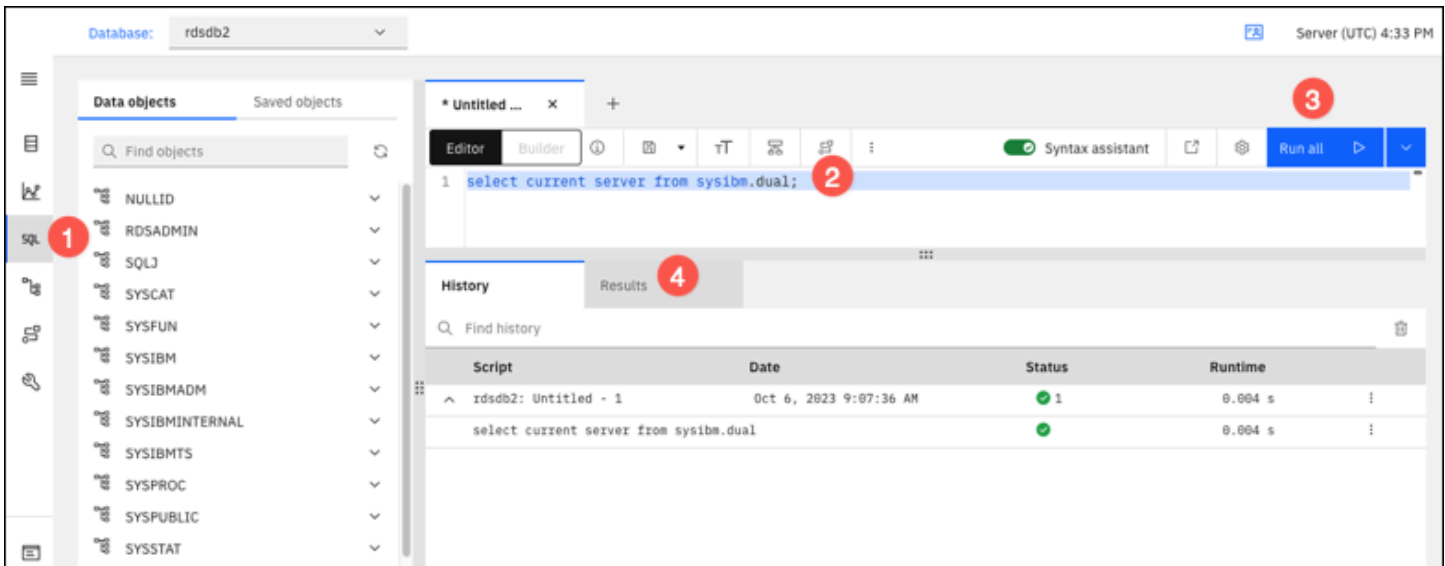 Database: rdsdb2
Server (UTC) 4:33 PM
Data objects
Saved objects
Find objects
SQL
1
NULLID
RDSADMIN
SQLJ
SYSCAT
SYSFUN
SYSIBM
SYSIBMADM
SYSIBMINTERNAL
SYSIBMTS
SYSPROC
SYSPUBLIC
SYSSTAT
* Untitled ... × +
3
Editor Builder Syntax assistant Run all
1 select current server from sysibm.dual;
2
History Results
4
Find history
Script Date Status Runtime
rdsdb2: Untitled - 1 Oct 6, 2023 9:07:36 AM 1 0.004 s
select current server from sysibm.dual 0.004 s